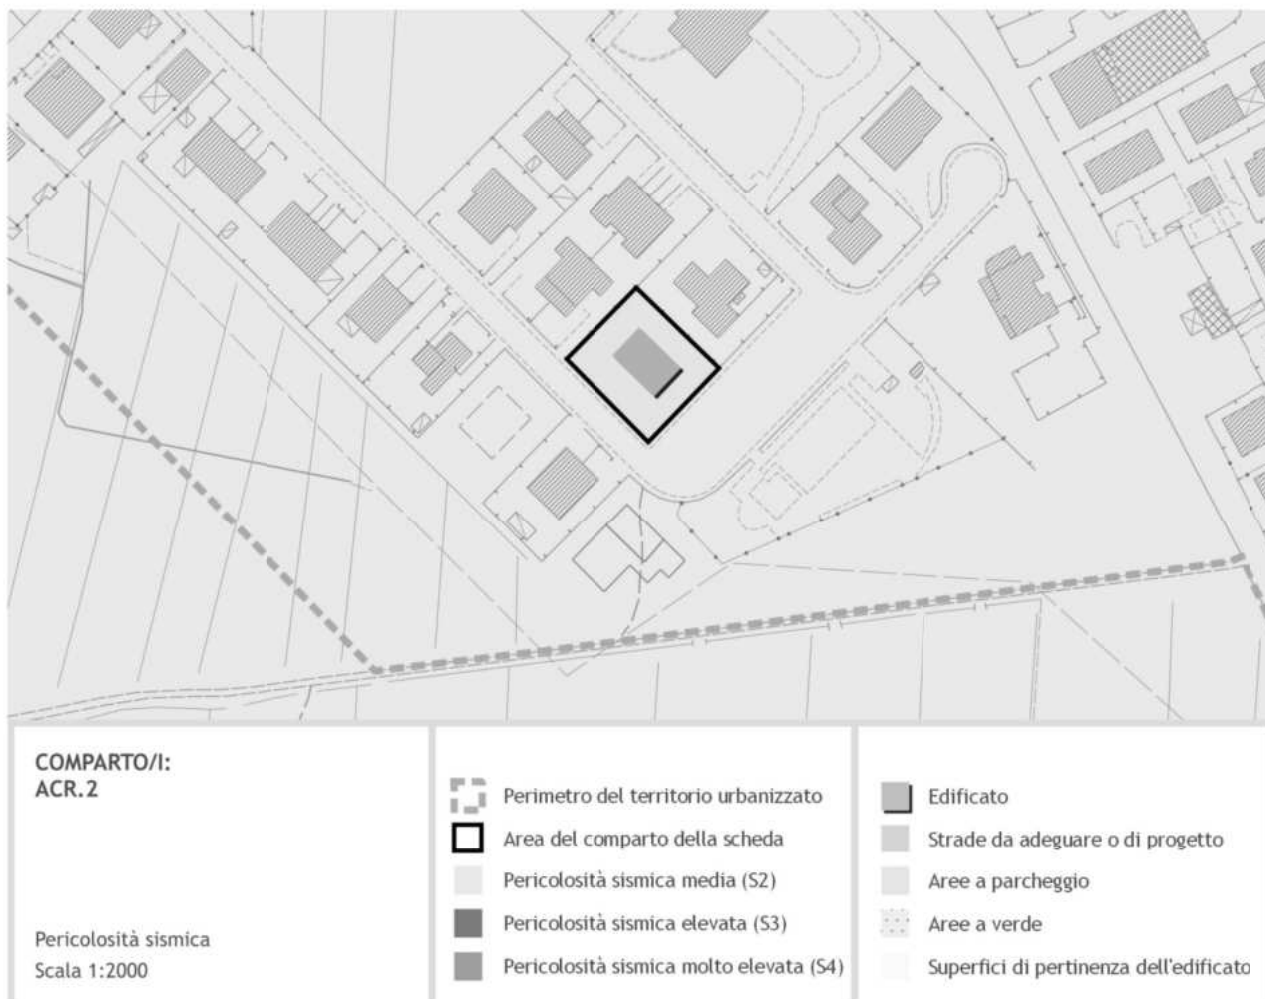 COMPARTO/I:
ACR.2
Pericolosità sismica
Scala 1:2000
Perimetro del territorio urbanizzato
Area del comparto della scheda
Pericolosità sismica media (S2)
Pericolosità sismica elevata (S3)
Pericolosità sismica molto elevata (S4)
Edificato
Strade da adeguare o di progetto
Aree a parcheggio
Aree a verde
Superfici di pertinenza dell'edificato